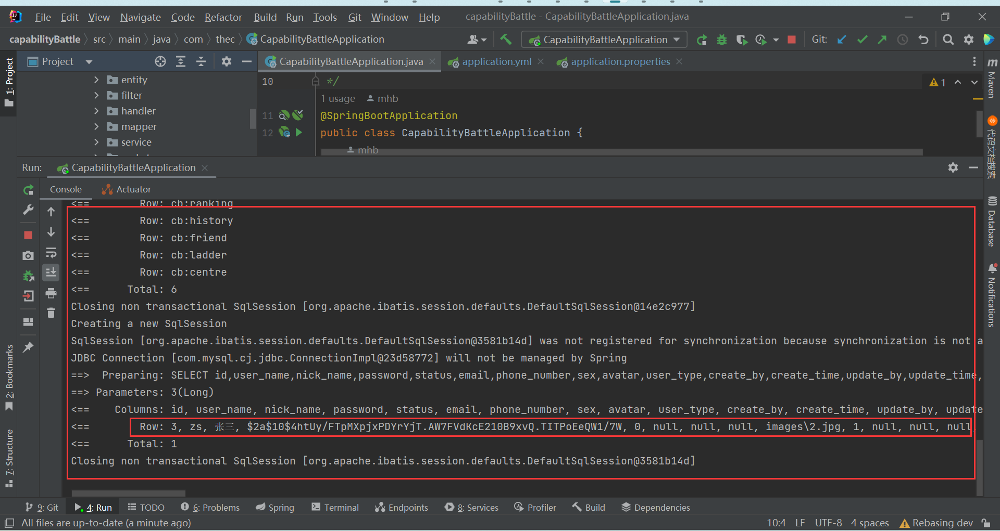 File Edit View Navigate Code Refactor Build Run Tools Git Window Help capabilityBattle - CapabilityBattleApplication.java
capabilityBattle src main java com thec CapabilityBattleApplication CapabilityBattleApplication Git:
1: Project
Project
CapabilityBattleApplication.java application.yml application.properties
entity
filter
handler
mapper
service
10 */
1
1 usage mhb
11 @SpringBootApplication
12 public class CapabilityBattleApplication {
mhb
Maven
代码文档搜索
Database
Notifications
Run: CapabilityBattleApplication
Console Actuator
<== Row: cb:ranking
<== Row: cb:history
<== Row: cb:friend
<== Row: cb:ladder
<== Row: cb:centre
<== Total: 6
Closing non transactional SqlSession [org.apache.ibatis.session.defaults.DefaultSqlSession@14e2c977]
Creating a new SqlSession
SqlSession [org.apache.ibatis.session.defaults.DefaultSqlSession@3581b14d] was not registered for synchronization because synchronization is not a
JDBC Connection [com.mysql.cj.jdbc.ConnectionImpl@23d58772] will not be managed by Spring
==> Preparing: SELECT id,user_name,nick_name,password,status,email,phone_number,sex,avatar,user_type,create_by,create_time,update_by,update_time,
==> Parameters: 3(Long)
<== Columns: id, user_name, nick_name, password, status, email, phone_number, sex, avatar, user_type, create_by, create_time, update_by, update
<== Row: 3, zs, 张三, $2a$10$4htUy/FTpMXpjxPDYrYjT.AW7FVdKcE210B9xvQ.TITPoEeQW1/7W, 0, null, null, null, images\2.jpg, 1, null, null, null
<== Total: 1
Closing non transactional SqlSession [org.apache.ibatis.session.defaults.DefaultSqlSession@3581b14d]
2: Bookmarks
7: Structure
9: Git 4: Run TODO 6: Problems Spring Terminal Endpoints 8: Services Profiler Build Dependencies
All files are up-to-date (a minute ago) 10:4 LF UTF-8 4 spaces Rebasing dev